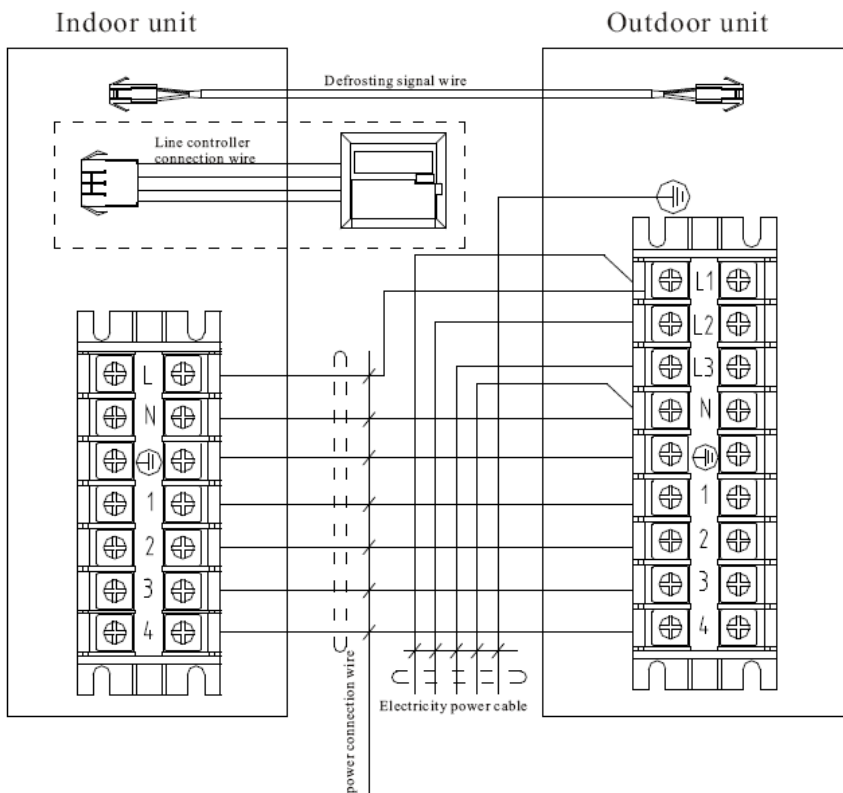 Indoor unit
Outdoor unit
Defrosting signal wire
Line controller
connection wire
L
N
1
2
3
4
L1
L2
L3
N
1
2
3
4
power connection wire
Electricity power cable